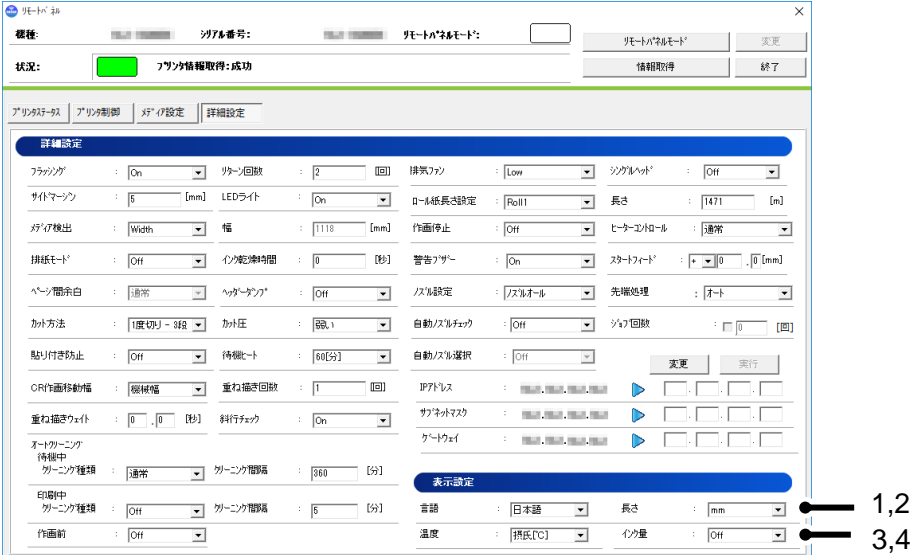 リモートパネル
機種: シリアル番号: リモートパネルモード: リモートパネルモード 変更
状況: プリンタ情報取得:成功 情報取得 終了
プリンタステータス プリンタ制御 メディア設定 詳細設定
詳細設定
フラッシング : On リターン回数 : 2 [回] 排気ファン : Low シングルヘッド : Off
サイドマージン : 5 [mm] LEDライト : On ロール紙長さ設定 : Roll1 長さ : 1471 [m]
メディア検出 : Width 幅 : 1118 [mm] 作画停止 : Off ヒーターコントロール : 通常
排紙モード : Off インク乾燥時間 : 0 [秒] 警告ブザー : On スタートフィード : + 0 . 0 [mm]
ページ間余白 : 通常 ヘッダーダンプ : Off ノズル設定 : ノズルオール 先端処理 : オート
カット方法 : 1度切り - 3段 カット圧 : 弱い 自動ノズルチェック : Off ジョブ回数 : 0 [回]
貼り付き防止 : Off 待機ヒート : 60[分] 自動ノズル選択 : Off 変更 実行
CR作画移動幅 : 機械幅 重ね描き回数 : 1 [回] IPアドレス :
重ね描きウェイト : 0 . 0 [秒] 斜行チェック : On サブネットマスク :
ゲートウェイ :
オートクリーニング
待機中
クリーニング種類 : 通常 クリーニング間隔 : 360 [分]
表示設定
印刷中
クリーニング種類 : Off クリーニング間隔 : 5 [分] 言語 : 日本語 長さ : mm 1,2
作画前 : Off 温度 : 摂氏[℃] インク量 : Off 3,4